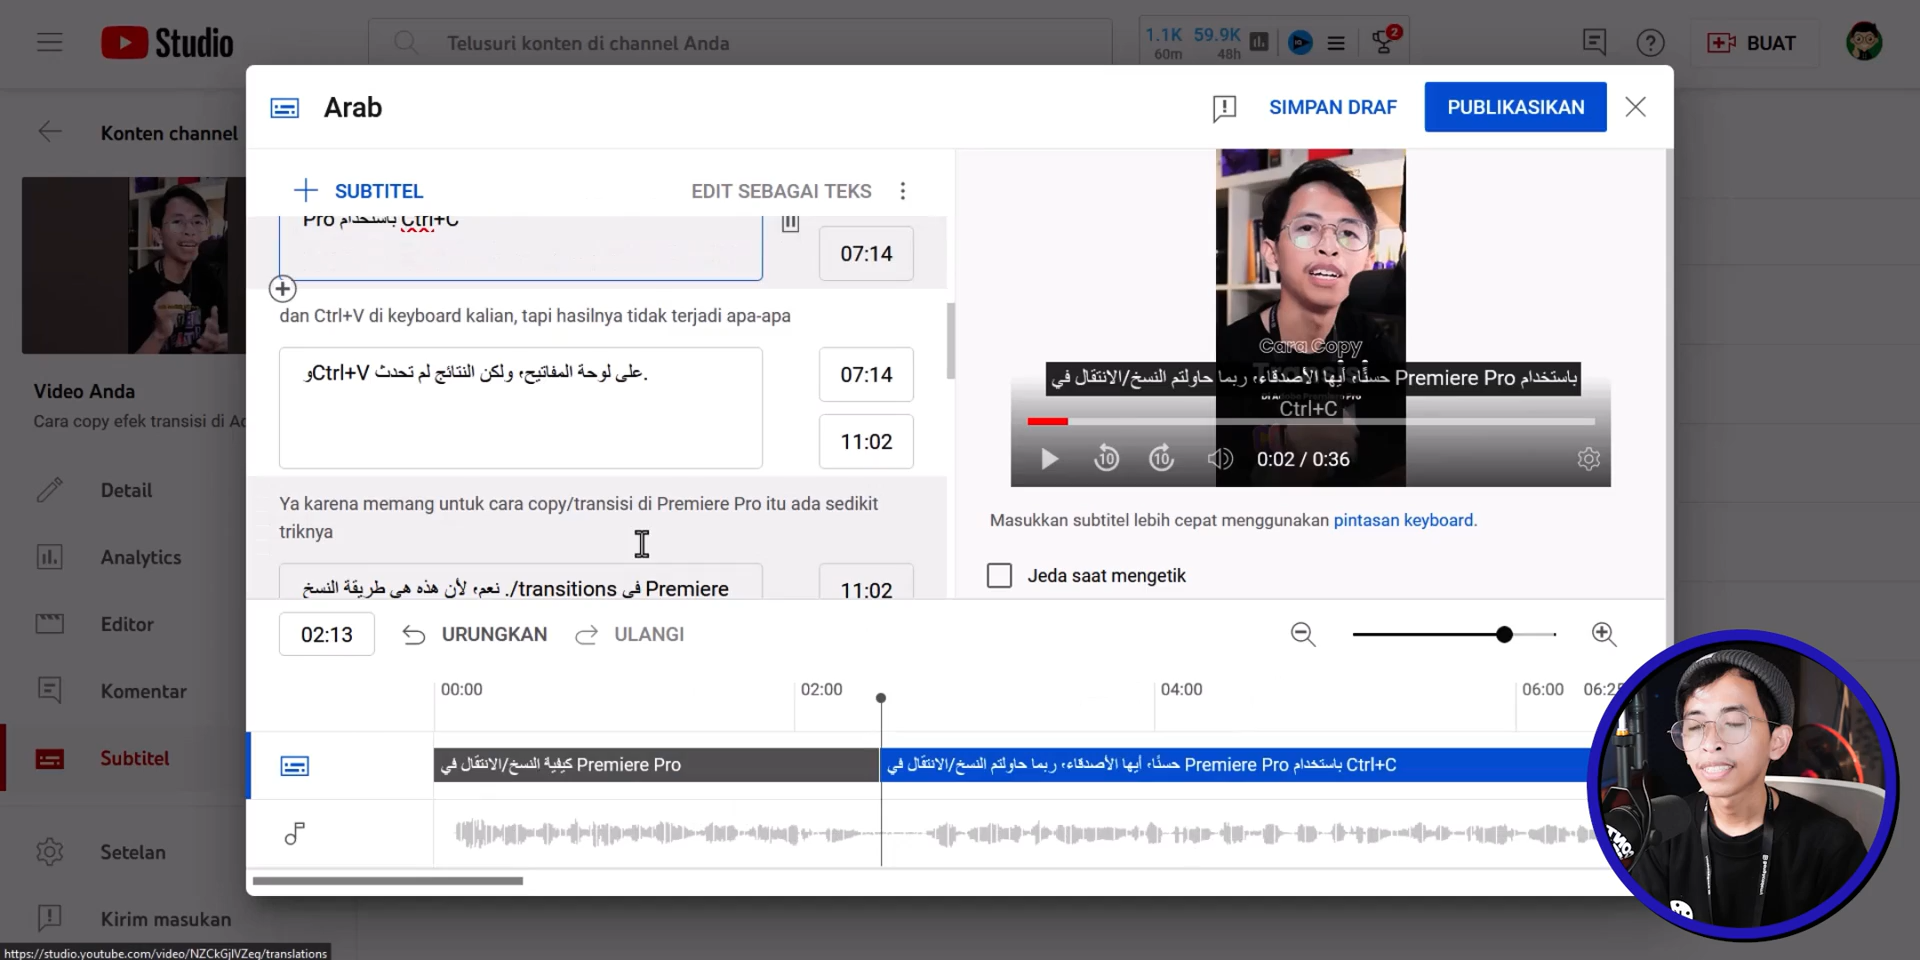 Studio
Telusuri konten di channel Anda
1.1K 59.9K
60m 48h
2
BUAT
Konten channel
Video Anda
Cara copy efek transisi di Ad
Detail
Analytics
Editor
Komentar
Subtitel
Setelan
Kirim masukan
Arab
SIMPAN DRAF
PUBLIKASIKAN
SUBTITEL
EDIT SEBAGAI TEKS
Pro باستخدام Ctrl+C
07:14
dan Ctrl+V di keyboard kalian, tapi hasilnya tidak terjadi apa-apa
وCtrl+V على لوحة المفاتيح، ولكن النتائج لم تحدث.
07:14
11:02
Ya karena memang untuk cara copy/transisi di Premiere Pro itu ada sedikit
triknya
نعم، لأن هذه هي طريقة النسخ ./transitions في Premiere
11:02
Cara Copy
باستخدام Premiere Pro حسنًا، أيها الأصدقاء، ربما حاولتم النسخ/الانتقال في
Ctrl+C
10
10
0:02 / 0:36
Masukkan subtitel lebih cepat menggunakan pintasan keyboard.
Jeda saat mengetik
02:13
URUNGKAN
ULANGI
00:00
02:00
04:00
06:00
كيفية النسخ/الانتقال في Premiere Pro
حسنًا، أيها الأصدقاء، ربما حاولتم النسخ/الانتقال في Premiere Pro باستخدام Ctrl+C
https://studio.youtube.com/video/NZCkGjIVZeg/translations